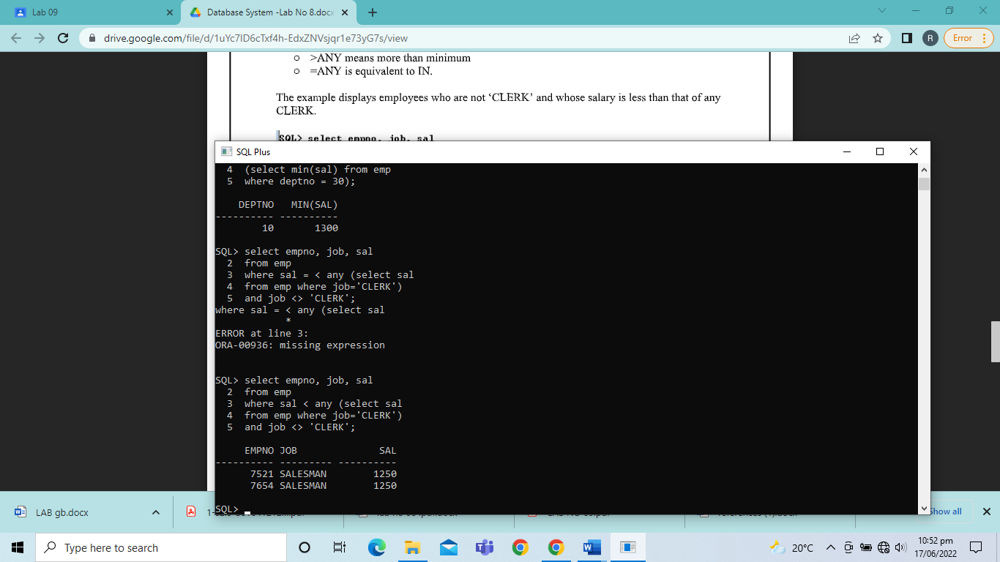 Lab 09
Database System -Lab No 8.docx
drive.google.com/file/d/1uYc7ID6cTxf4h-EdxZNVsjqr1e73yG7s/view
R
Error
>ANY means more than minimum
=ANY is equivalent to IN.
The example displays employees who are not ‘CLERK’ and whose salary is less than that of any
CLERK.
SQL> select empno, job, sal
SQL Plus
4 (select min(sal) from emp
5 where deptno = 30);
DEPTNO MIN(SAL)
---------- ----------
10 1300
SQL> select empno, job, sal
2 from emp
3 where sal = < any (select sal
4 from emp where job='CLERK')
5 and job <> 'CLERK';
where sal = < any (select sal
*
ERROR at line 3:
ORA-00936: missing expression
SQL> select empno, job, sal
2 from emp
3 where sal < any (select sal
4 from emp where job='CLERK')
5 and job <> 'CLERK';
EMPNO JOB SAL
---------- --------- ----------
7521 SALESMAN 1250
7654 SALESMAN 1250
SQL>
LAB gb.docx
Show all
Type here to search
20°C
10:52 pm
17/06/2022